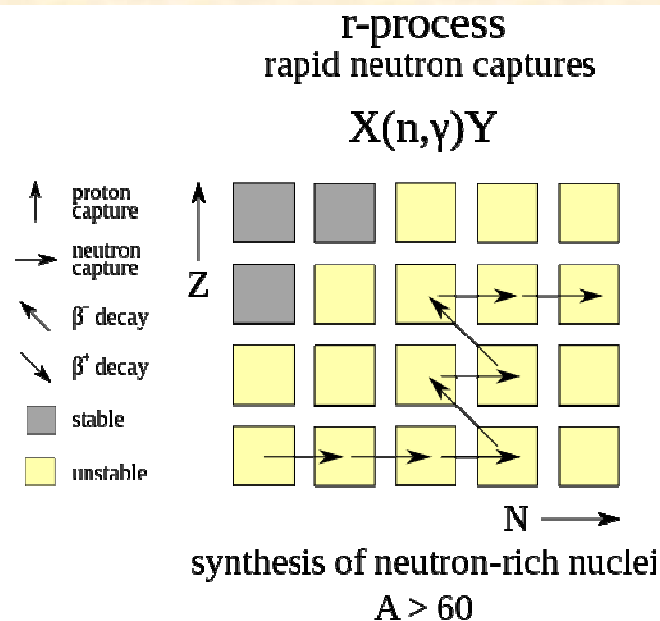 r-process
rapid neutron captures
X(n,γ)Y
proton
capture
neutron
capture
β⁻ decay
β⁺ decay
stable
unstable
Z
N
synthesis of neutron-rich nuclei
A > 60